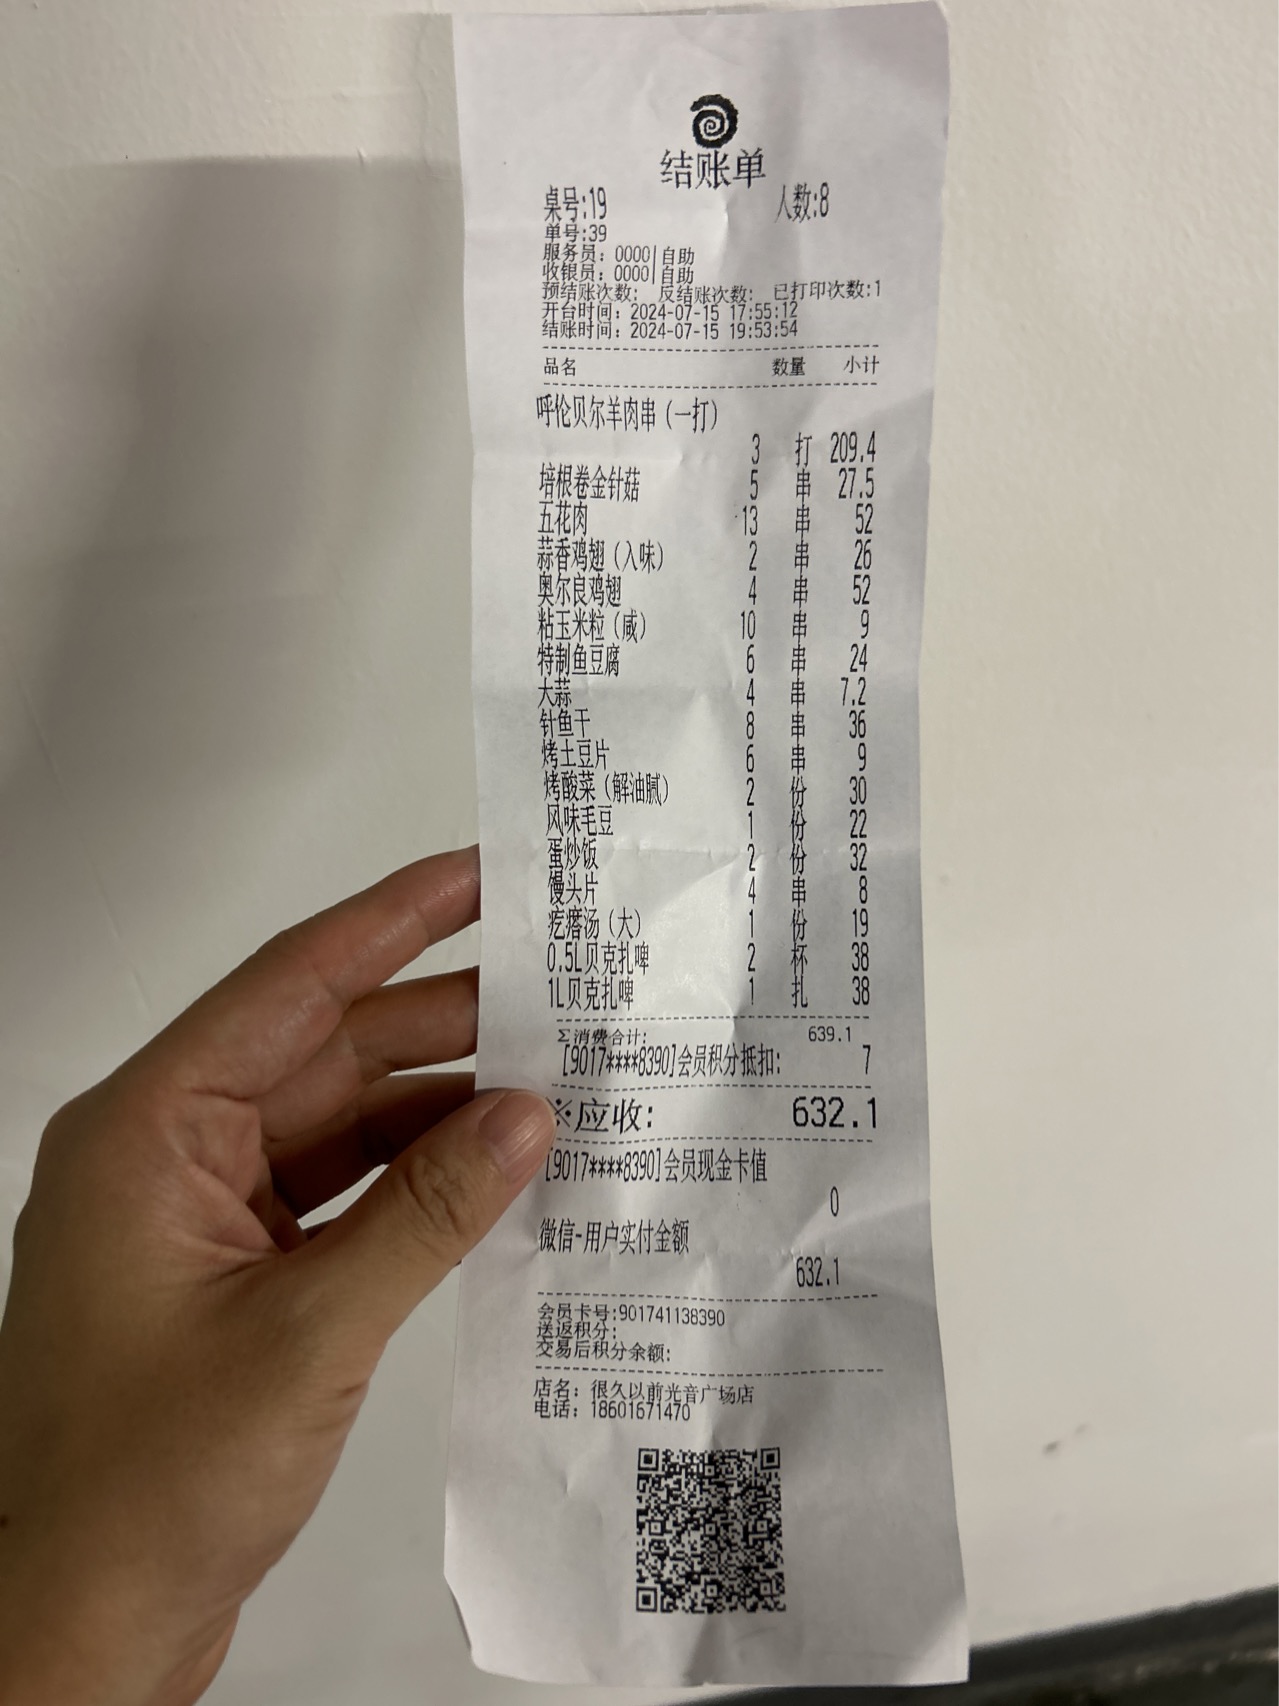 结账单
桌号:19 人数:8
单号:39
服务员: 0000|自助
收银员: 0000|自助
预结账次数: 反结账次数: 已打印次数:1
开台时间: 2024-07-15 17:55:12
结账时间: 2024-07-15 19:53:54
品名 数量 小计
呼伦贝尔羊肉串(一打)
3 打 209.4
培根卷金针菇 5 串 27.5
五花肉 13 串 52
蒜香鸡翅(入味) 2 串 26
奥尔良鸡翅 4 串 52
粘玉米粒(咸) 10 串 9
特制鱼豆腐 6 串 24
大蒜 4 串 7.2
针鱼干 8 串 36
烤土豆片 6 串 9
烤酸菜(解油腻) 2 份 30
风味毛豆 1 份 22
蛋炒饭 2 份 32
馒头片 4 串 8
疙瘩汤(大) 1 份 19
0.5L贝克扎啤 2 杯 38
1L贝克扎啤 1 扎 38
Σ消费合计: 639.1
[9017****8390]会员积分抵扣: 7
※应收: 632.1
[9017****8390]会员现金卡值
0
微信-用户实付金额
632.1
会员卡号:901741138390
送返积分:
交易后积分余额:
店名: 很久以前光音广场店
电话: 18601671470